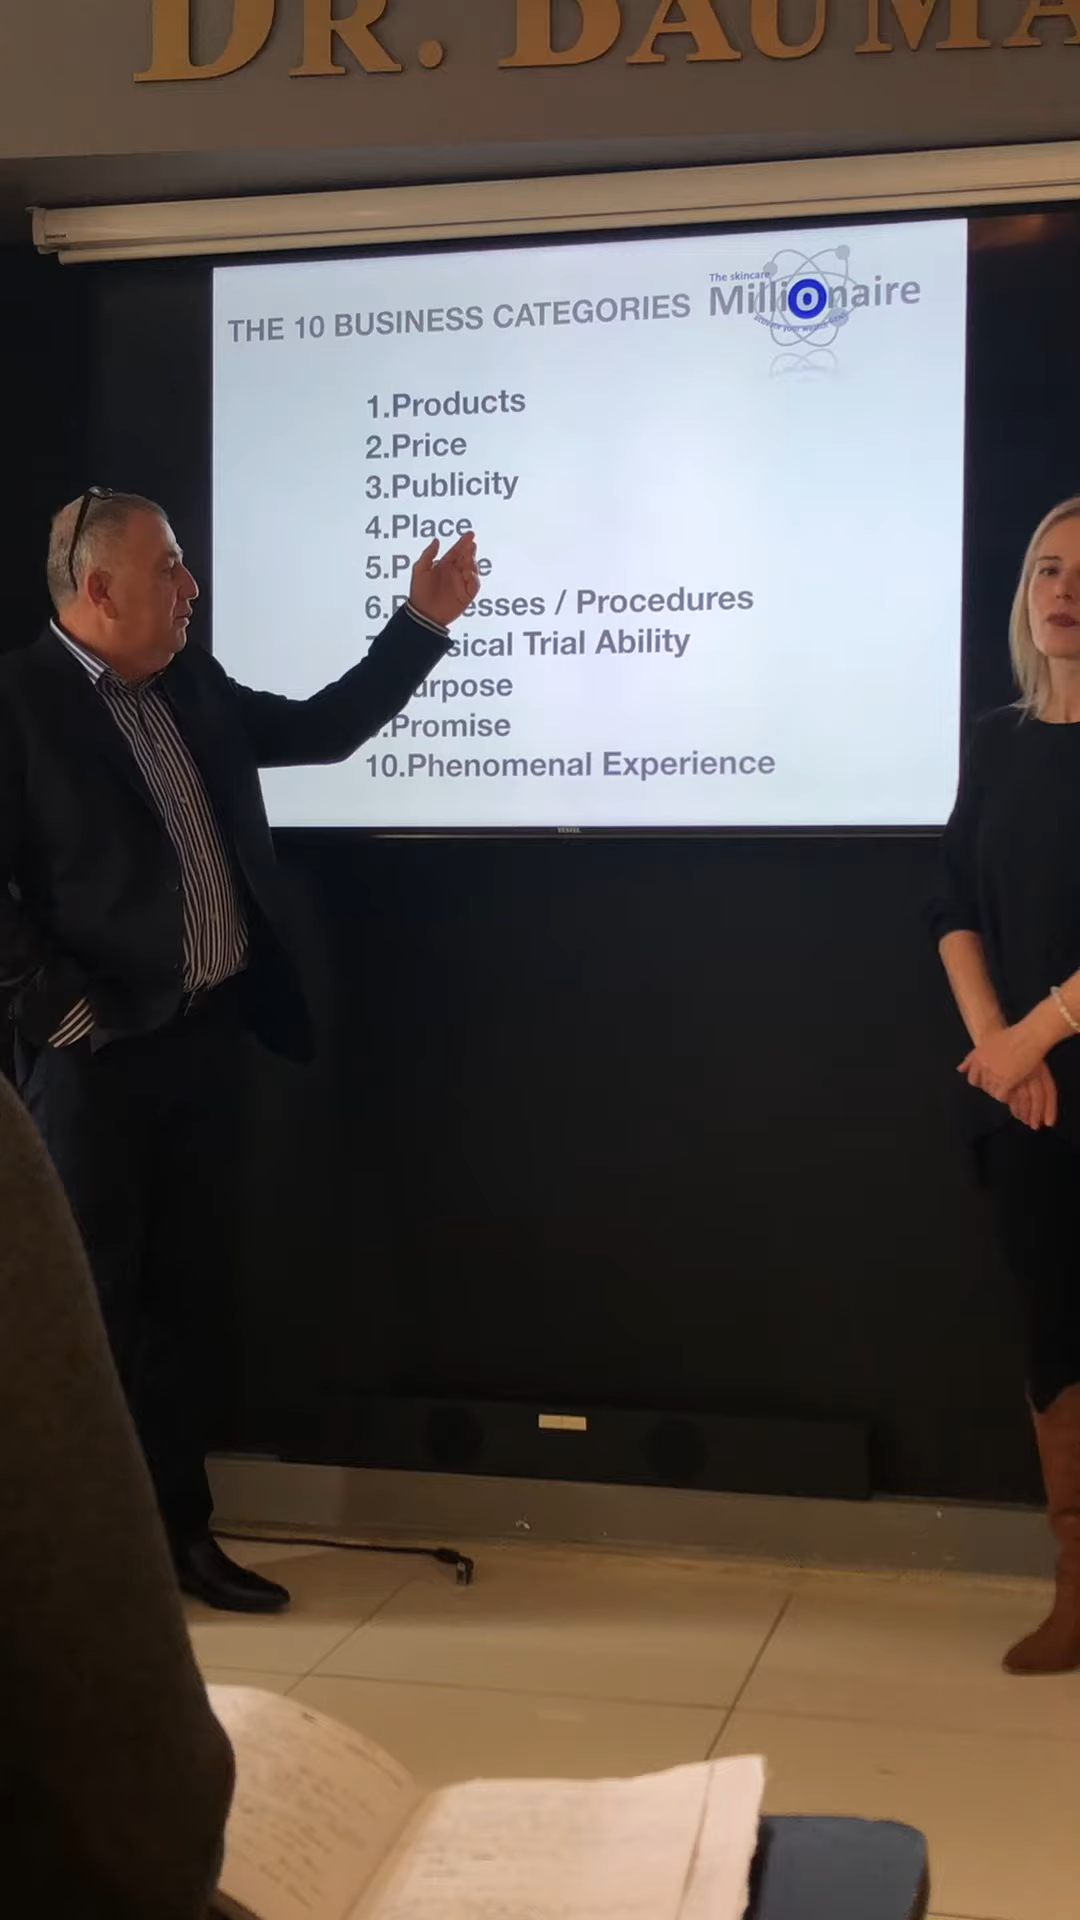 DR. BAUMA
The skincare
Millionaire
THE 10 BUSINESS CATEGORIES
1.Products
2.Price
3.Publicity
4.Place
5.P e
6.P esses / Procedures
sical Trial Ability
urpose
.Promise
10.Phenomenal Experience